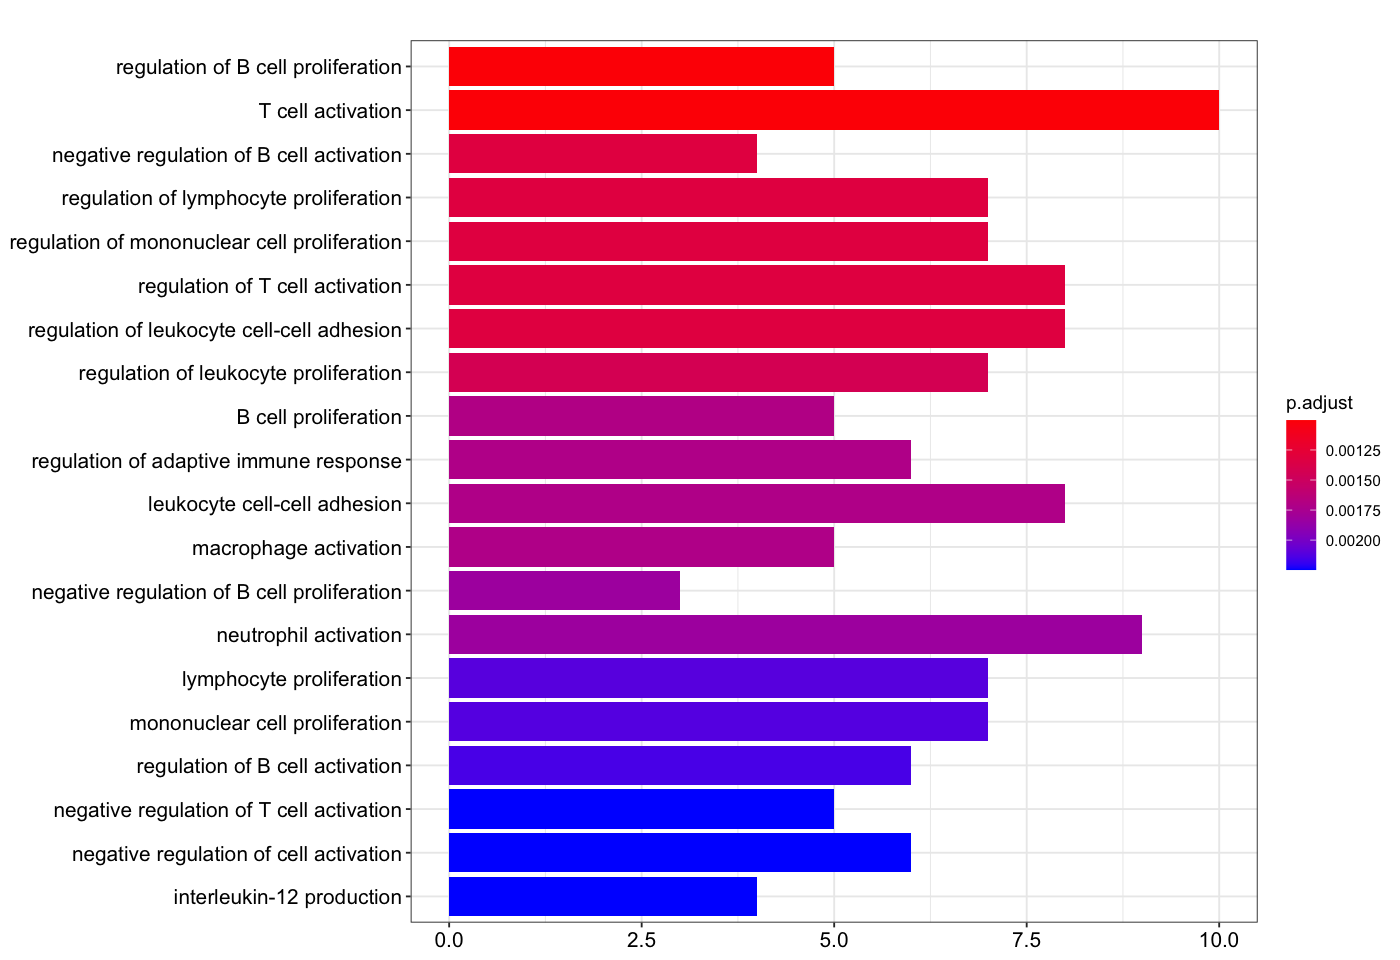 regulation of B cell proliferation
T cell activation
negative regulation of B cell activation
regulation of lymphocyte proliferation
regulation of mononuclear cell proliferation
regulation of T cell activation
regulation of leukocyte cell-cell adhesion
regulation of leukocyte proliferation
B cell proliferation
regulation of adaptive immune response
leukocyte cell-cell adhesion
macrophage activation
negative regulation of B cell proliferation
neutrophil activation
lymphocyte proliferation
mononuclear cell proliferation
regulation of B cell activation
negative regulation of T cell activation
negative regulation of cell activation
interleukin-12 production
0.0 2.5 5.0 7.5 10.0
p.adjust
0.00125
0.00150
0.00175
0.00200